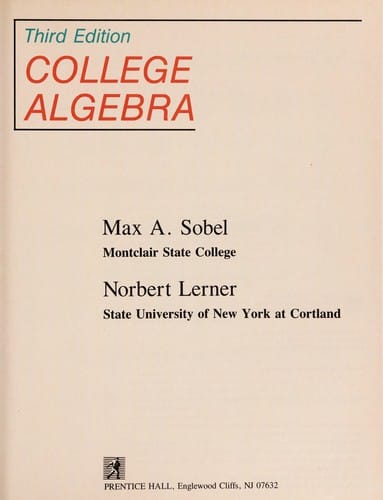 Third Edition
COLLEGE
ALGEBRA
Max A. Sobel
Montclair State College
Norbert Lerner
State University of New York at Cortland
PRENTICE HALL, Englewood Cliffs, NJ 07632